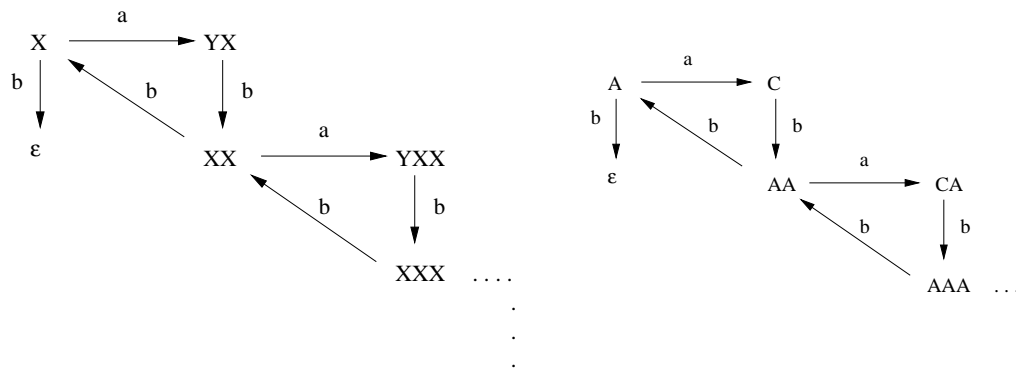 X a YX
b b b
ε XX a YXX
b b
XXX . . . .
.
.
.
A a C
b b b
ε AA a CA
b b
AAA . . .